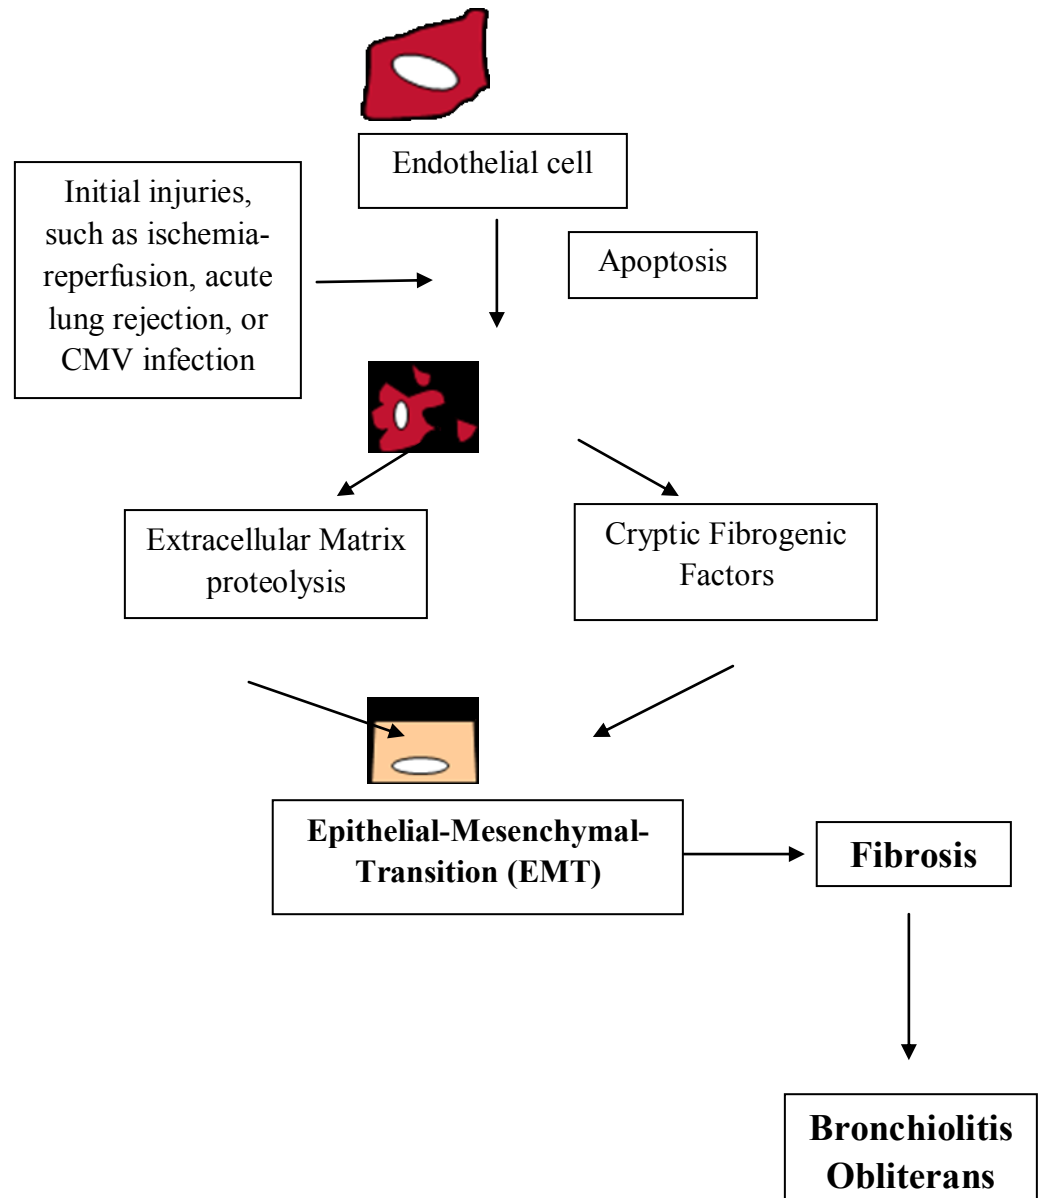 Endothelial cell
Initial injuries,
such as ischemia-
reperfusion, acute
lung rejection, or
CMV infection
Apoptosis
Extracellular Matrix
proteolysis
Cryptic Fibrogenic
Factors
Epithelial-Mesenchymal-
Transition (EMT)
Fibrosis
Bronchiolitis
Obliterans